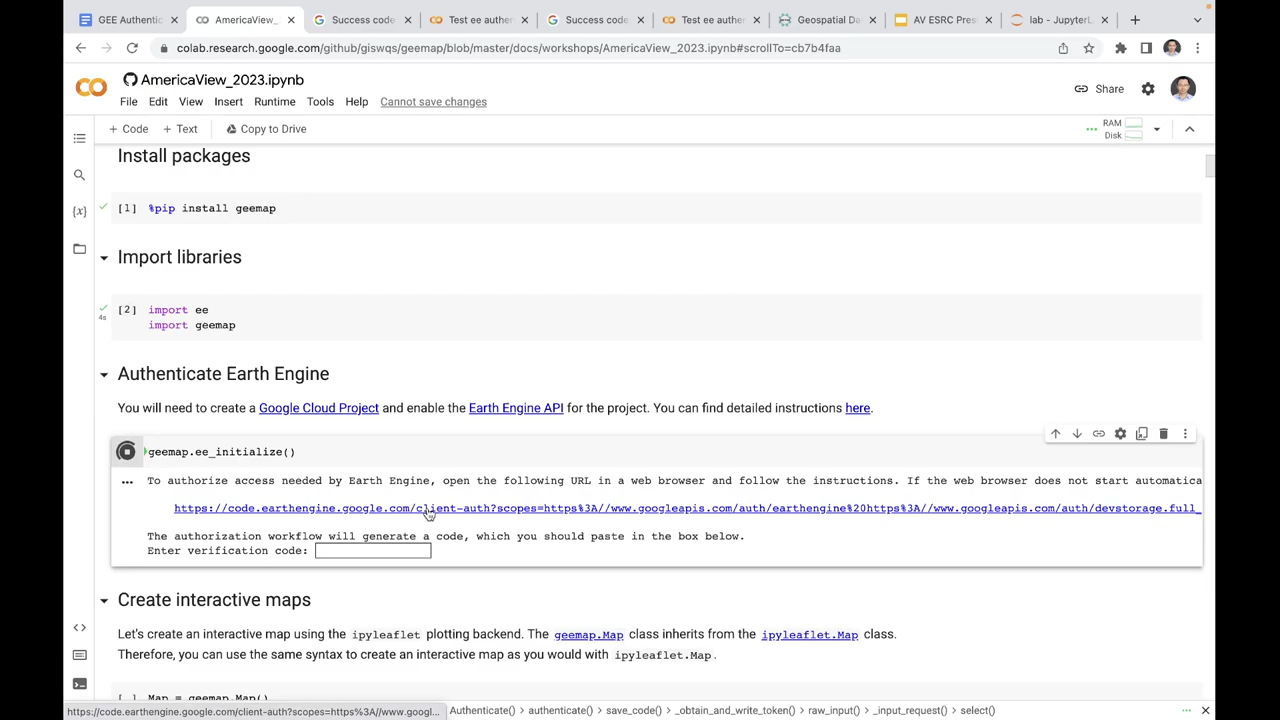 GEE Authentic
AmericaView_
Success code
Test ee auther
Success code
Test ee auther
Geospatial Da
AV ESRC Pres
lab - JupyterL
colab.research.google.com/github/giswqs/geemap/blob/master/docs/workshops/AmericaView_2023.ipynb#scrollTo=cb7b4faa
AmericaView_2023.ipynb
Share
File Edit View Insert Runtime Tools Help Cannot save changes
+ Code + Text Copy to Drive
RAM
Disk
Install packages
[1] %pip install geemap
Import libraries
[2] import ee
4s
import geemap
Authenticate Earth Engine
You will need to create a Google Cloud Project and enable the Earth Engine API for the project. You can find detailed instructions here.
geemap.ee_initialize()
... To authorize access needed by Earth Engine, open the following URL in a web browser and follow the instructions. If the web browser does not start automatica
https://code.earthengine.google.com/client-auth?scopes=https%3A//www.googleapis.com/auth/earthengine%20https%3A//www.googleapis.com/auth/devstorage.full_
The authorization workflow will generate a code, which you should paste in the box below.
Enter verification code:
Create interactive maps
Let's create an interactive map using the ipyleaflet plotting backend. The geemap.Map class inherits from the ipyleaflet.Map class.
Therefore, you can use the same syntax to create an interactive map as you would with ipyleaflet.Map.
[ ] Map = geemap.Map()
https://code.earthengine.google.com/client-auth?scopes=https%3A//www.googl...
Authenticate() > authenticate() > save_code() > _obtain_and_write_token() > raw_input() > _input_request() > select()